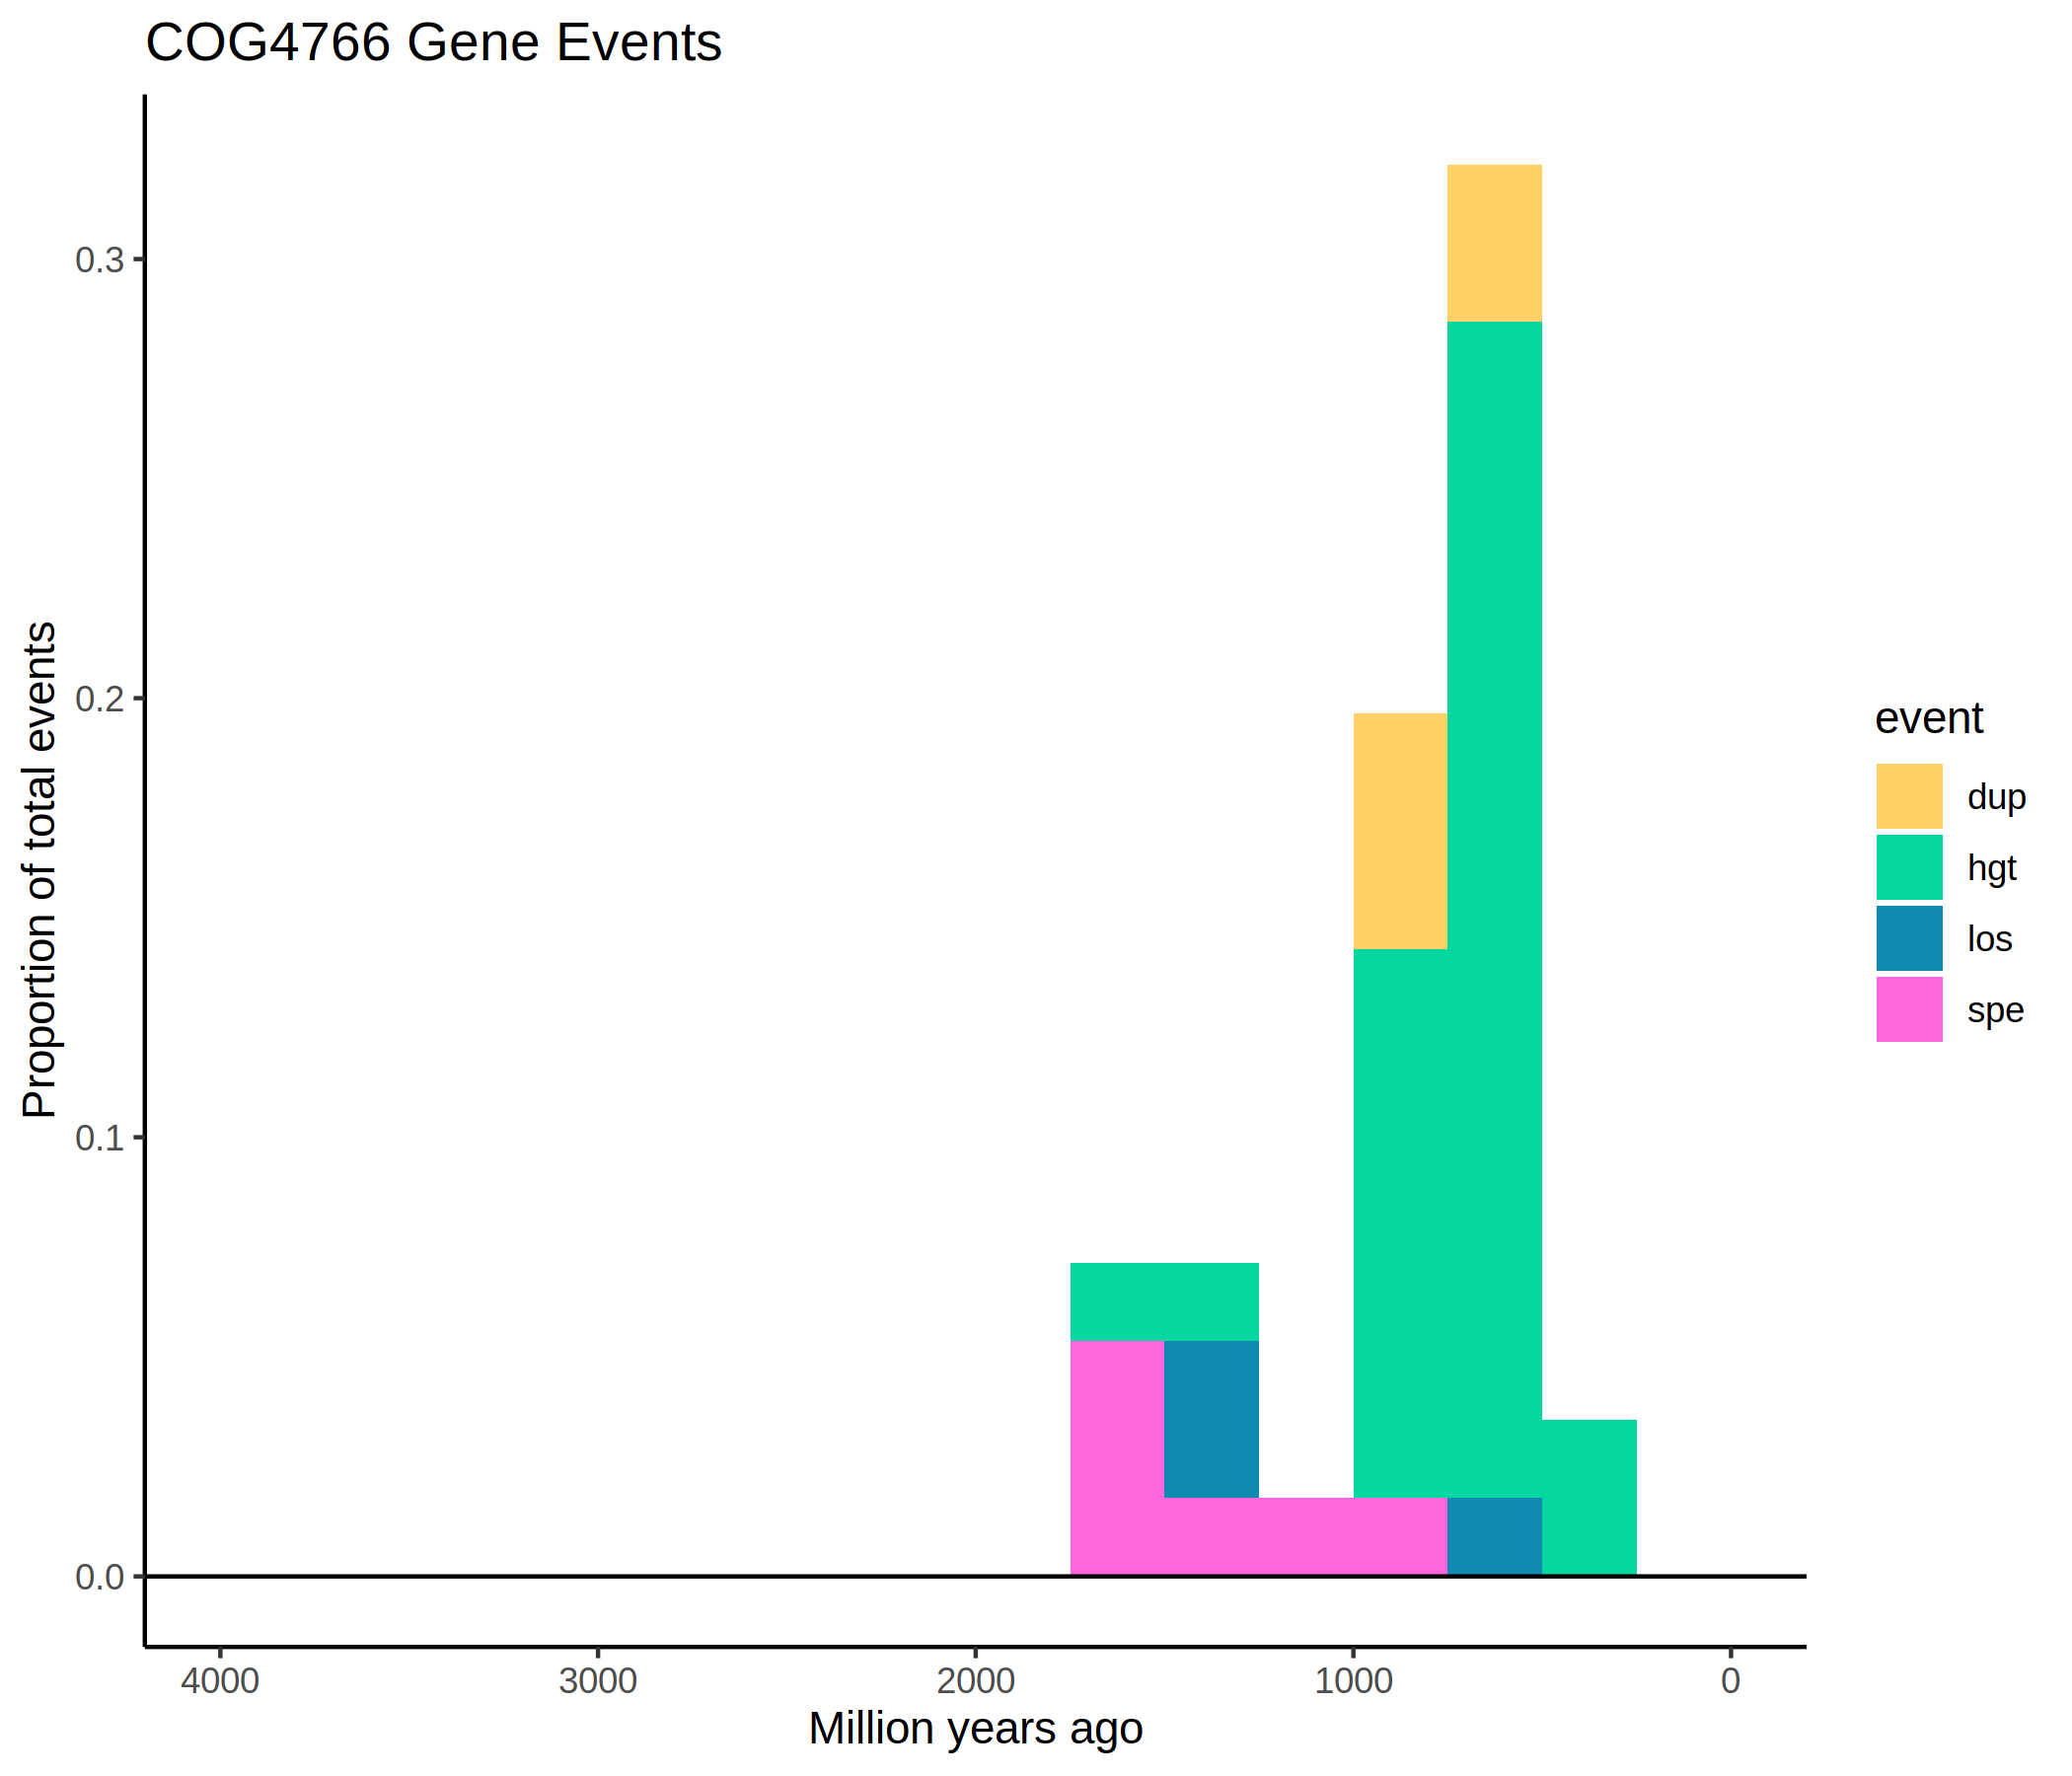 COG4766 Gene Events
Proportion of total events
0.3
0.2
0.1
0.0
4000
3000
2000
1000
0
Million years ago
event
dup
hgt
los
spe